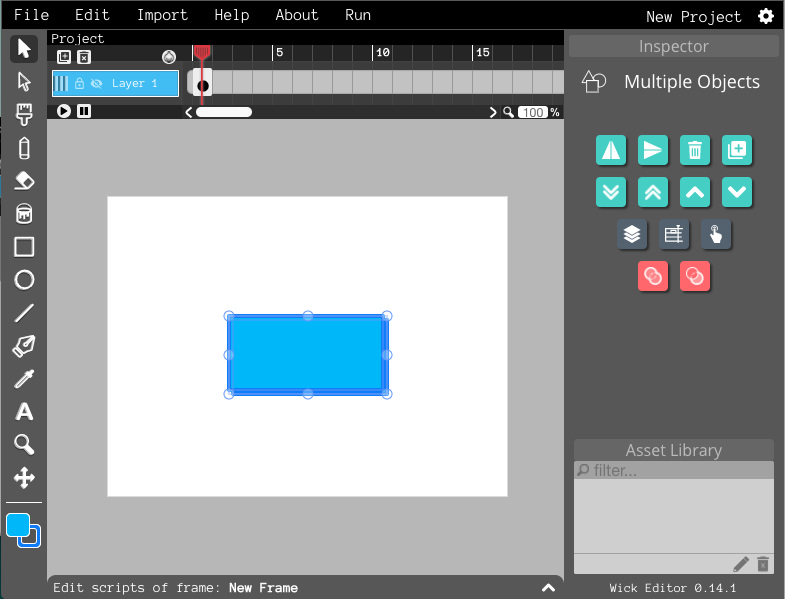 File Edit Import Help About Run New Project
Project
Inspector
5 10 15
Multiple Objects
Layer 1
100 %
A
Asset Library
filter...
Edit scripts of frame: New Frame
Wick Editor 0.14.1